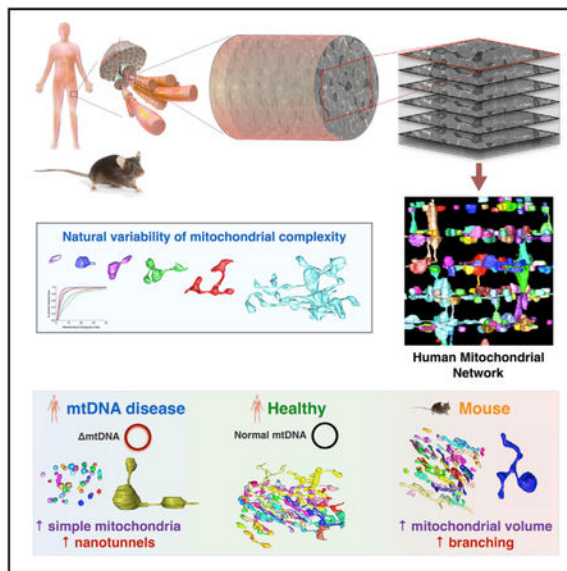 Natural variability of mitochondrial complexity
Human Mitochondrial
Network
mtDNA disease
ΔmtDNA
↑ simple mitochondria
↑ nanotunnels
Healthy
Normal mtDNA
Mouse
↑ mitochondrial volume
↑ branching